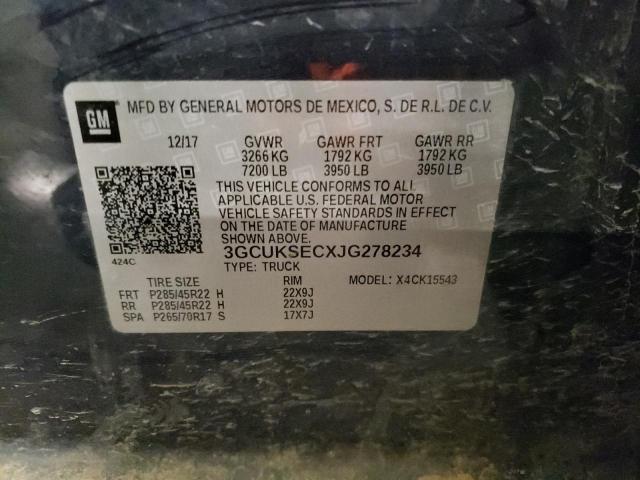 GM
MFD BY GENERAL MOTORS DE MEXICO, S. DE R.L. DE C.V.
12/17 GVWR GAWR FRT GAWR RR
3266 KG 1792 KG 1792 KG
7200 LB 3950 LB 3950 LB
THIS VEHICLE CONFORMS TO ALL
APPLICABLE U.S. FEDERAL MOTOR
VEHICLE SAFETY STANDARDS IN EFFECT
ON THE DATE OF MANUFACTURE
SHOWN ABOVE.
424C
3GCUKSECXJG278234
TYPE: TRUCK
TIRE SIZE RIM MODEL: X4CK15543
FRT P285/45R22 H 22X9J
RR P285/45R22 H 22X9J
SPA P265/70R17 S 17X7J